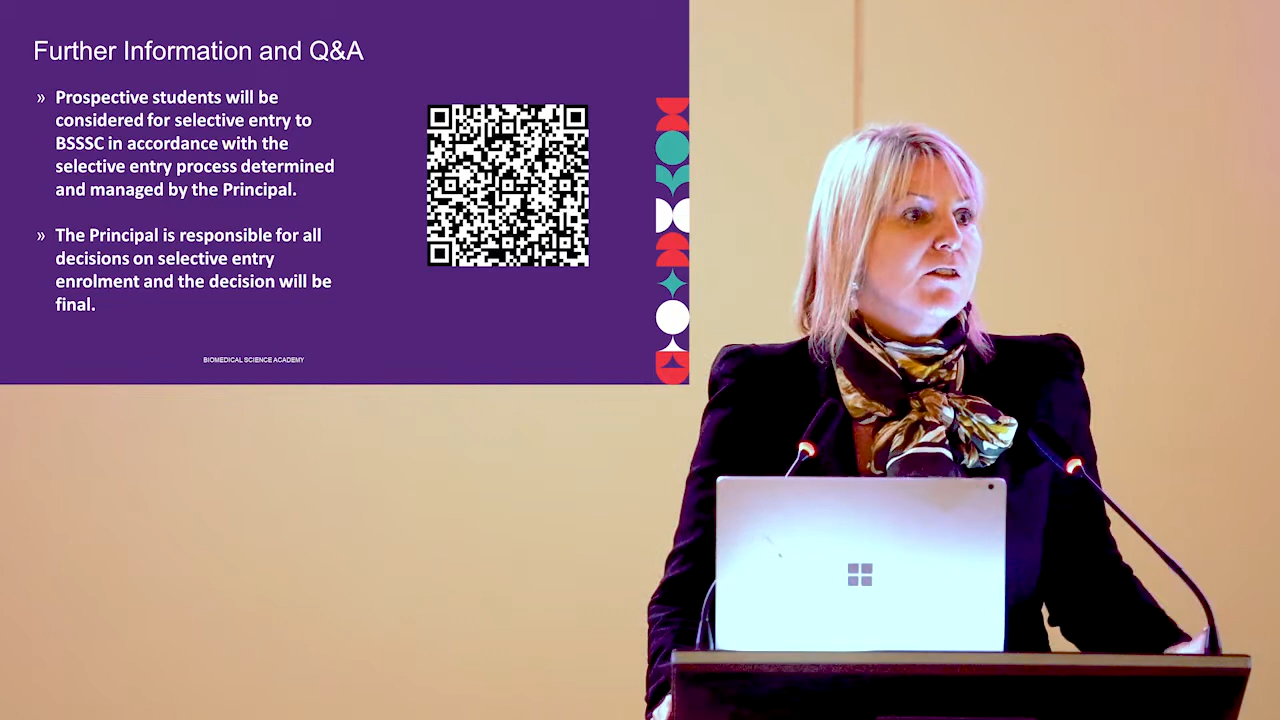 Further Information and Q&A
» Prospective students will be
considered for selective entry to
BSSSC in accordance with the
selective entry process determined
and managed by the Principal.
» The Principal is responsible for all
decisions on selective entry
enrolment and the decision will be
final.
BIOMEDICAL SCIENCE ACADEMY